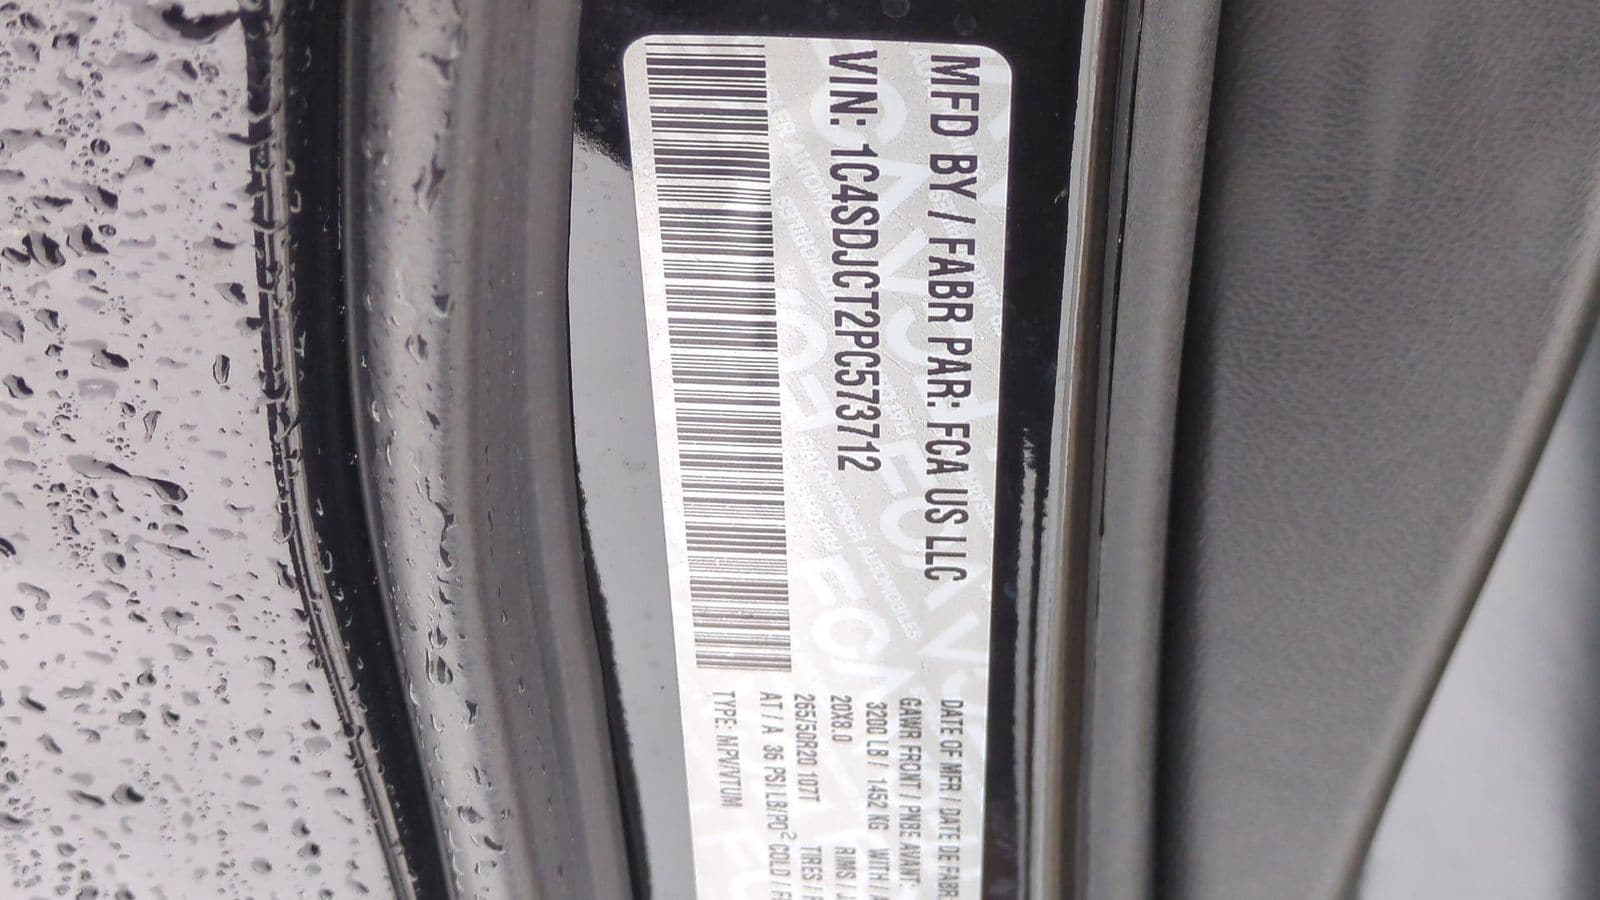 MFD BY / FABR PAR: FCA US LLC
VIN: 1C4SDJCT2PC573712
DATE OF MFR / DATE DE FABR
GAWR FRONT / PNBE AVANT:
3200 LB / 1452 KG WITH / A
20X8.0 RIMS / J
265/50R20 107T TIRES /
AT / A 36 PSI LB/PO² COLD /
TYPE: MPV/VTUM